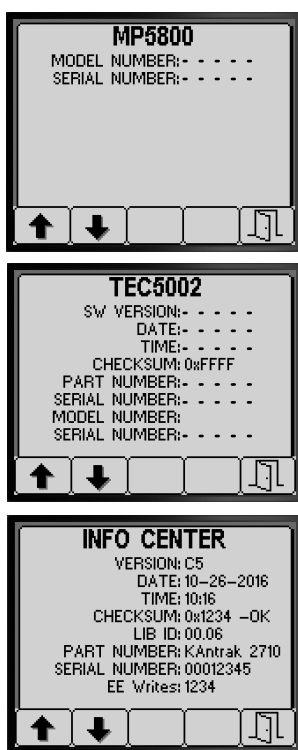 MP5800
MODEL NUMBER:- - - - -
SERIAL NUMBER:- - - - -
TEC5002
SW VERSION:- - - - -
DATE:- - - - -
TIME:- - - - -
CHECKSUM: 0xFFFF
PART NUMBER:- - - - -
SERIAL NUMBER:- - - - -
MODEL NUMBER:
SERIAL NUMBER:- - - - -
INFO CENTER
VERSION: C5
DATE: 10-26-2016
TIME: 10:16
CHECKSUM: 0x1234 -OK
LIB ID: 00.06
PART NUMBER: KAntrak 2710
SERIAL NUMBER: 00012345
EE Writes: 1234